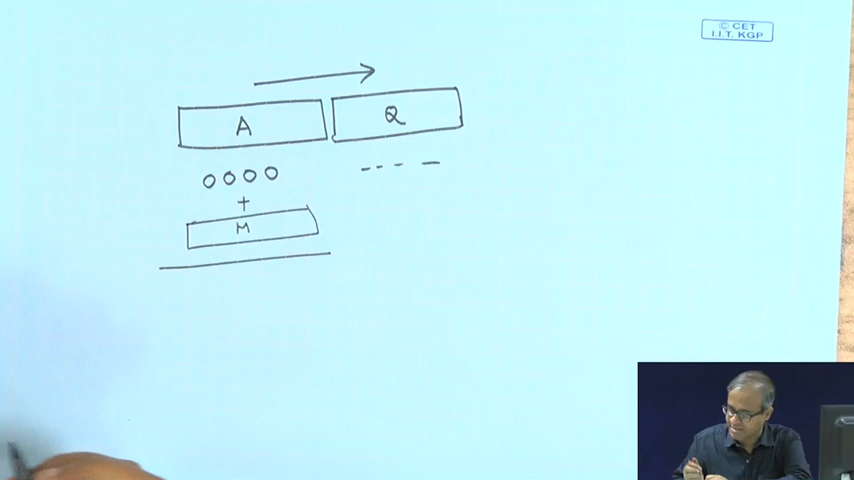 © CET
I.I.T. KGP
A Q
0000 -- -- -- --
+
M